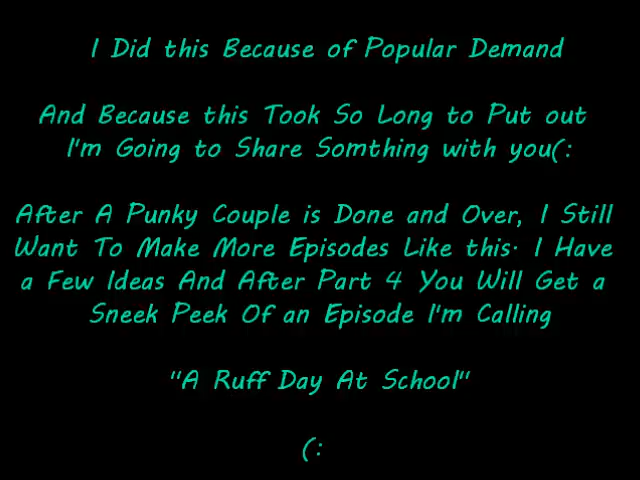 I Did this Because of Popular Demand
And Because this Took So Long to Put out
I'm Going to Share Somthing with you(:
After A Punky Couple is Done and Over, I Still
Want To Make More Episodes Like this. I Have
a Few Ideas And After Part 4 You Will Get a
Sneek Peek Of an Episode I'm Calling
"A Ruff Day At School"
(: